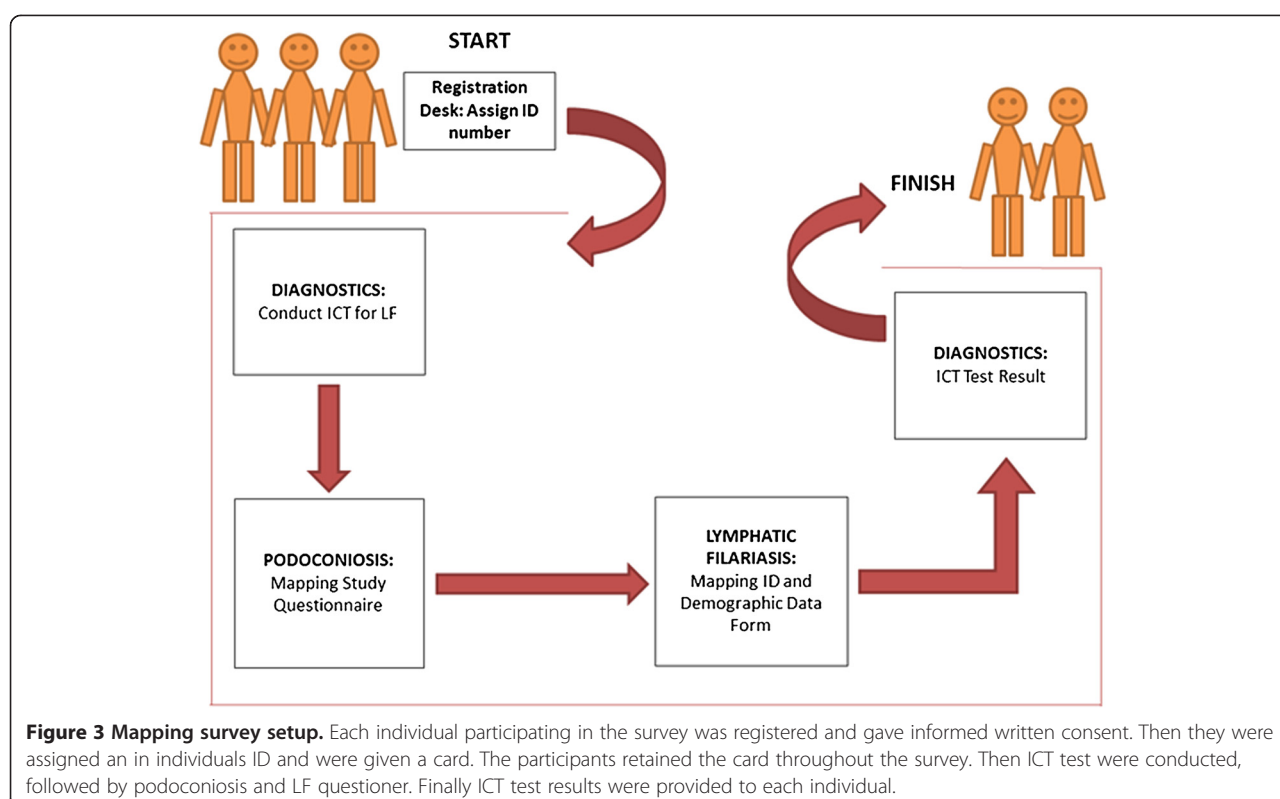 START
Registration
Desk: Assign ID
number
FINISH
DIAGNOSTICS:
Conduct ICT for LF
DIAGNOSTICS:
ICT Test Result
PODOCONIOSIS:
Mapping Study
Questionnaire
LYMPHATIC
FILARIASIS:
Mapping ID and
Demographic Data
Form
Figure 3 Mapping survey setup. Each individual participating in the survey was registered and gave informed written consent. Then they were
assigned an in individuals ID and were given a card. The participants retained the card throughout the survey. Then ICT test were conducted,
followed by podoconiosis and LF questioner. Finally ICT test results were provided to each individual.